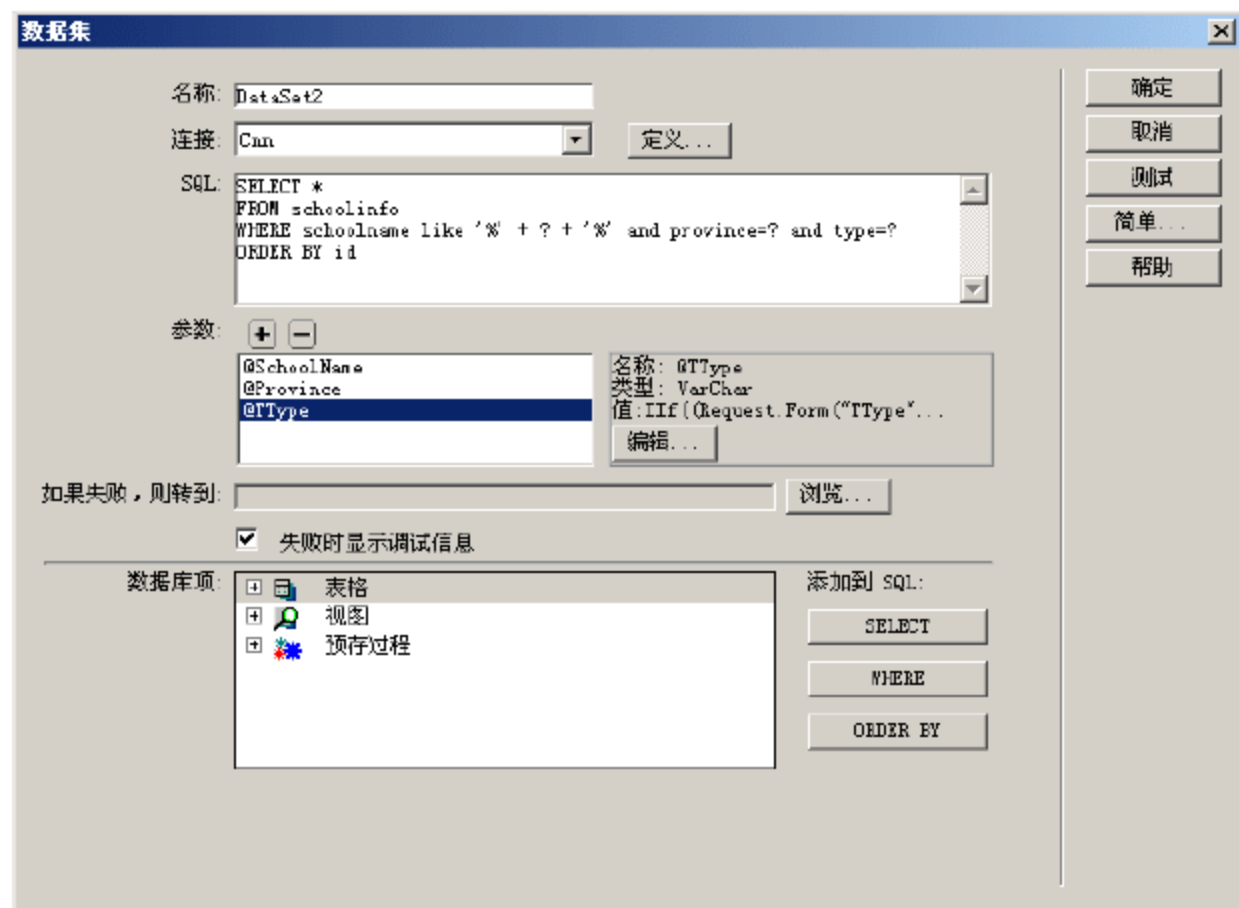 数据集
名称: DataSet2
连接: Cnn 定义...
SQL: SELECT *
FROM schoolinfo
WHERE schoolname like '%' + ? + '%' and province=? and type=?
ORDER BY id
参数:
@SchoolName
@Province
@TType
名称: @TType
类型: VarChar
值:IIf((Request.Form("TType"...
编辑...
如果失败，则转到: 浏览...
失败时显示调试信息
数据库项:
表格
视图
预存过程
添加到 SQL:
SELECT
WHERE
ORDER BY
确定
取消
测试
简单...
帮助